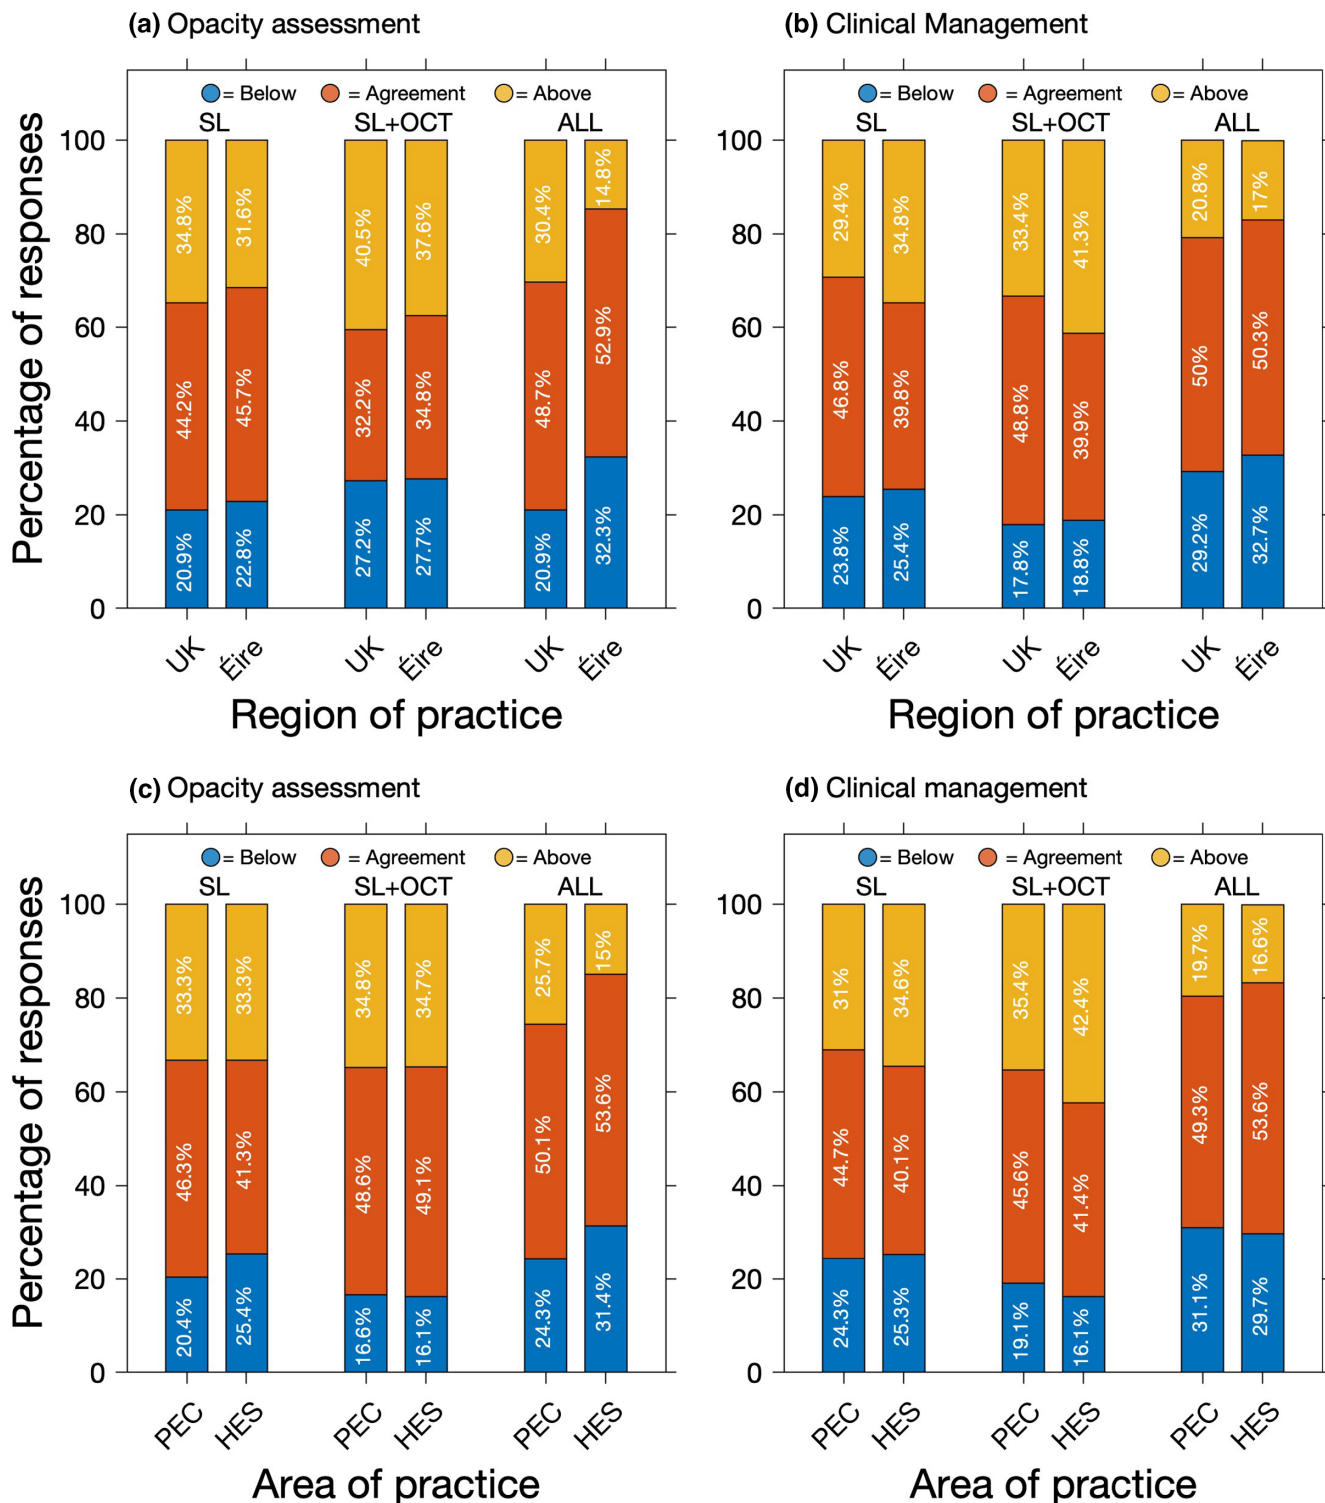 (a) Opacity assessment
= Below = Agreement = Above
SL SL+OCT ALL
Percentage of responses
100
80
60
40
20
0
34.8% 31.6% 40.5% 37.6% 30.4% 14.8%
44.2% 45.7% 32.2% 34.8% 48.7% 52.9%
20.9% 22.8% 27.2% 27.7% 20.9% 32.3%
UK Éire UK Éire UK Éire
Region of practice
(b) Clinical Management
= Below = Agreement = Above
SL SL+OCT ALL
100
80
60
40
20
0
29.4% 34.8% 33.4% 41.3% 20.8% 17%
46.8% 39.8% 48.8% 39.9% 50% 50.3%
23.8% 25.4% 17.8% 18.8% 29.2% 32.7%
UK Éire UK Éire UK Éire
Region of practice
(c) Opacity assessment
= Below = Agreement = Above
SL SL+OCT ALL
Percentage of responses
100
80
60
40
20
0
33.3% 33.3% 34.8% 34.7% 25.7% 15%
46.3% 41.3% 48.6% 49.1% 50.1% 53.6%
20.4% 25.4% 16.6% 16.1% 24.3% 31.4%
PEC HES PEC HES PEC HES
Area of practice
(d) Clinical management
= Below = Agreement = Above
SL SL+OCT ALL
100
80
60
40
20
0
31% 34.6% 35.4% 42.4% 19.7% 16.6%
44.7% 40.1% 45.6% 41.4% 49.3% 53.6%
24.3% 25.3% 19.1% 16.1% 31.1% 29.7%
PEC HES PEC HES PEC HES
Area of practice